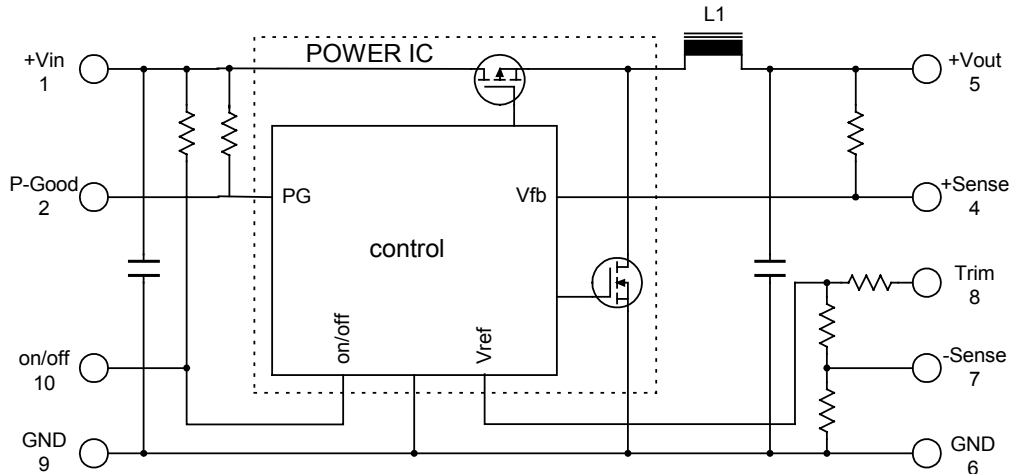 L1
POWER IC
+Vin
1
+Vout
5
P-Good
2
PG
Vfb
+Sense
4
control
Trim
8
on/off
Vref
on/off
10
-Sense
7
GND
9
GND
6